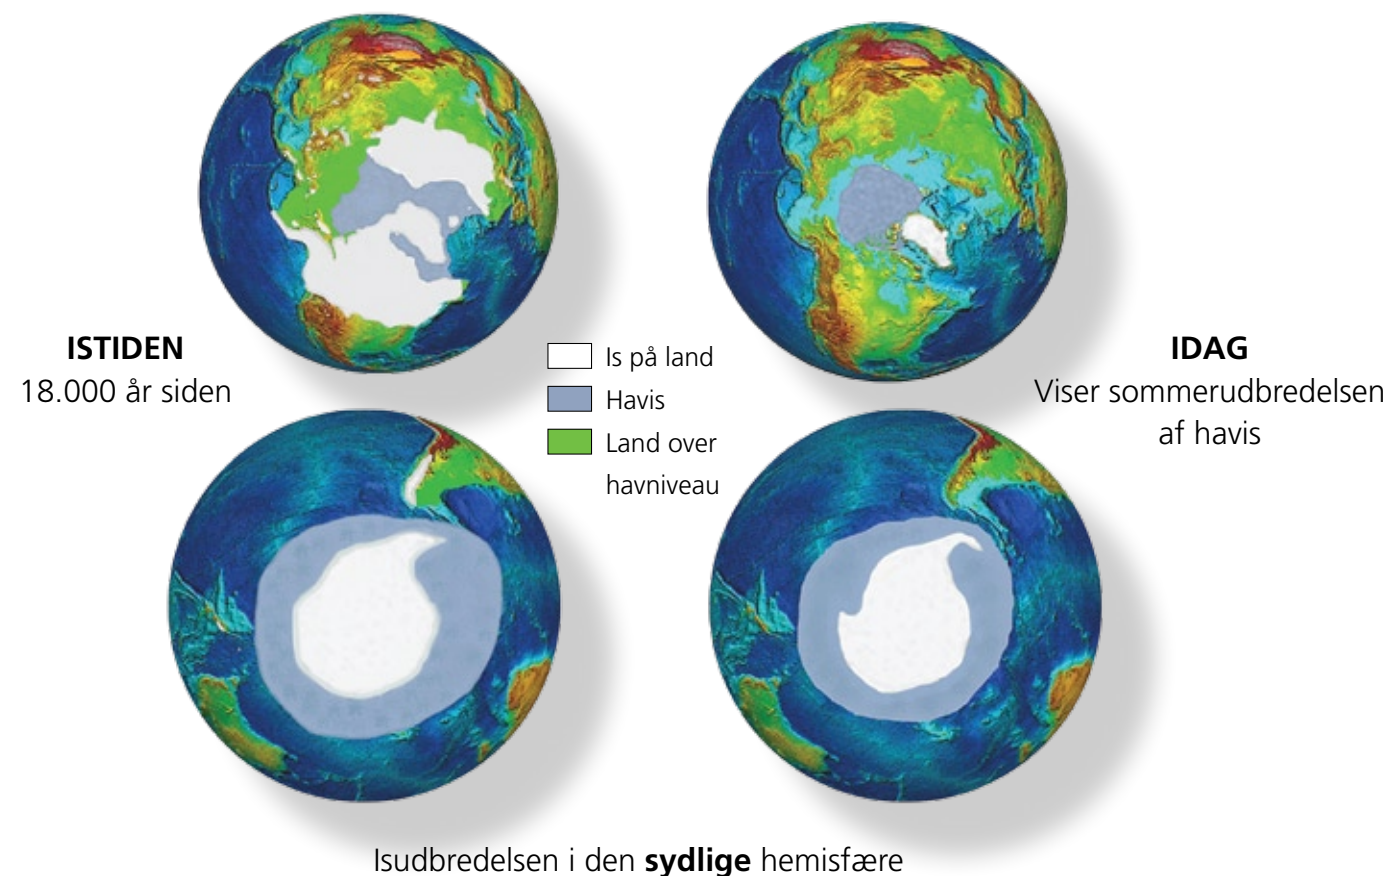 ISTIDEN
18.000 år siden
Is på land
Havis
Land over
havniveau
IDAG
Viser sommerudbredelsen
af havis
Isudbredelsen i den sydlige hemisfære